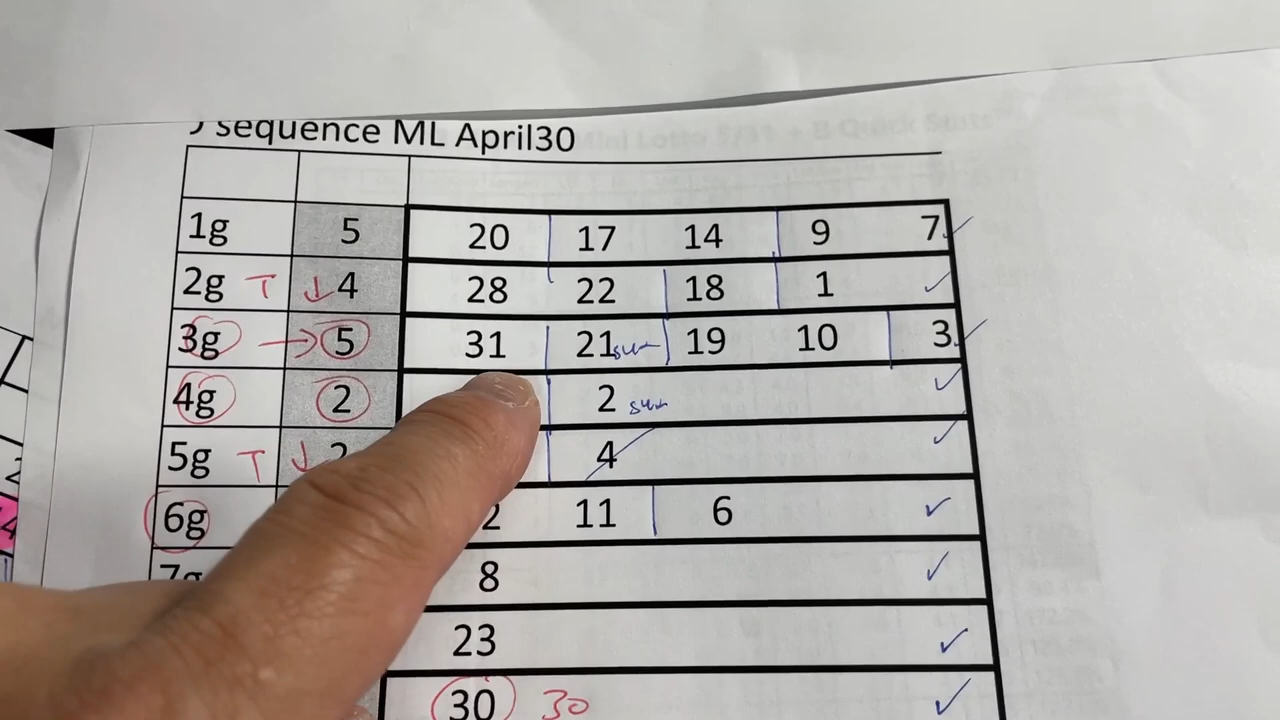 sequence ML April30
1g 5 20 17 14 9 7 ✓
2g T ↓ 4 28 22 18 1 ✓
3g → 5 31 21 sum 19 10 3 ✓
4g 2 2 sum ✓
5g T ↓ 4 ✓
6g 11 6 ✓
8 ✓
23 ✓
30 30 ✓